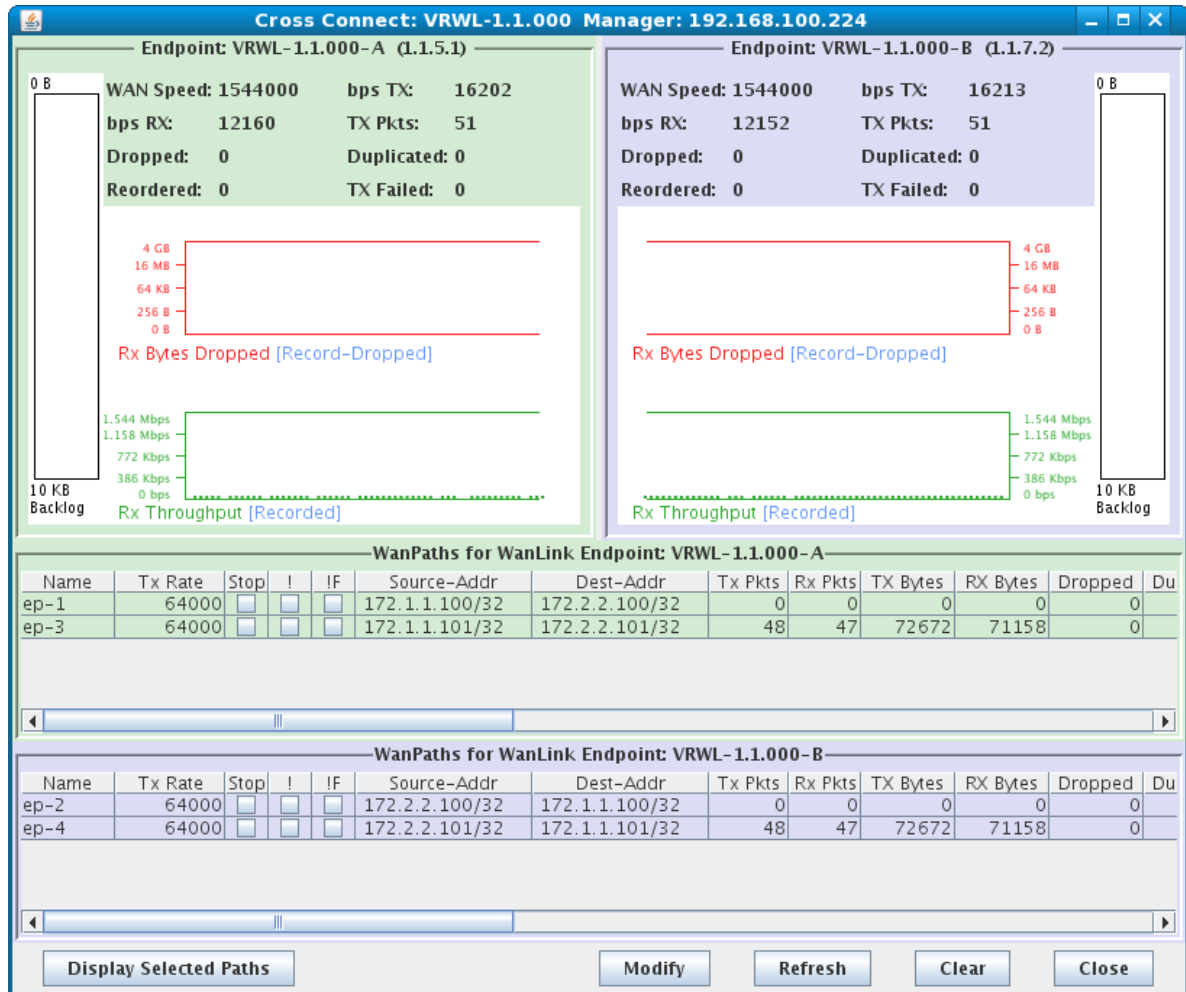 Cross Connect: VRWL-1.1.000 Manager: 192.168.100.224
Endpoint: VRWL-1.1.000-A (1.1.5.1)
0 B
WAN Speed: 1544000 bps TX: 16202
bps RX: 12160 TX Pkts: 51
Dropped: 0 Duplicated: 0
Reordered: 0 TX Failed: 0
4 GB
16 MB
64 KB
256 B
0 B
Rx Bytes Dropped [Record-Dropped]
1.544 Mbps
1.158 Mbps
772 Kbps
386 Kbps
0 bps
10 KB
Backlog
Rx Throughput [Recorded]
Endpoint: VRWL-1.1.000-B (1.1.7.2)
WAN Speed: 1544000 bps TX: 16213
bps RX: 12152 TX Pkts: 51
Dropped: 0 Duplicated: 0
Reordered: 0 TX Failed: 0
0 B
4 GB
16 MB
64 KB
256 B
0 B
Rx Bytes Dropped [Record-Dropped]
1.544 Mbps
1.158 Mbps
772 Kbps
386 Kbps
0 bps
10 KB
Backlog
Rx Throughput [Recorded]
WanPaths for WanLink Endpoint: VRWL-1.1.000-A
Name Tx Rate Stop ! !F Source-Addr Dest-Addr Tx Pkts Rx Pkts TX Bytes RX Bytes Dropped Du
ep-1 64000 172.1.1.100/32 172.2.2.100/32 0 0 0 0 0
ep-3 64000 172.1.1.101/32 172.2.2.101/32 48 47 72672 71158 0
WanPaths for WanLink Endpoint: VRWL-1.1.000-B
Name Tx Rate Stop ! !F Source-Addr Dest-Addr Tx Pkts Rx Pkts TX Bytes RX Bytes Dropped Du
ep-2 64000 172.2.2.100/32 172.1.1.100/32 0 0 0 0 0
ep-4 64000 172.2.2.101/32 172.1.1.101/32 48 47 72672 71158 0
Display Selected Paths Modify Refresh Clear Close